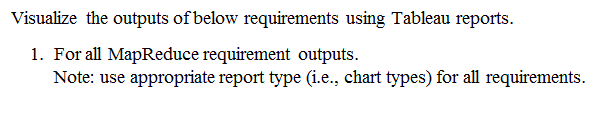 Visualize the outputs of below requirements using Tableau reports.
1. For all MapReduce requirement outputs.
Note: use appropriate report type (i.e., chart types) for all requirements.